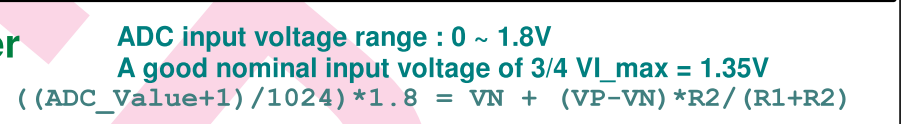 er
ADC input voltage range : 0 ~ 1.8V
A good nominal input voltage of 3/4 VI_max = 1.35V
((ADC_Value+1)/1024)*1.8 = VN + (VP-VN)*R2/(R1+R2)